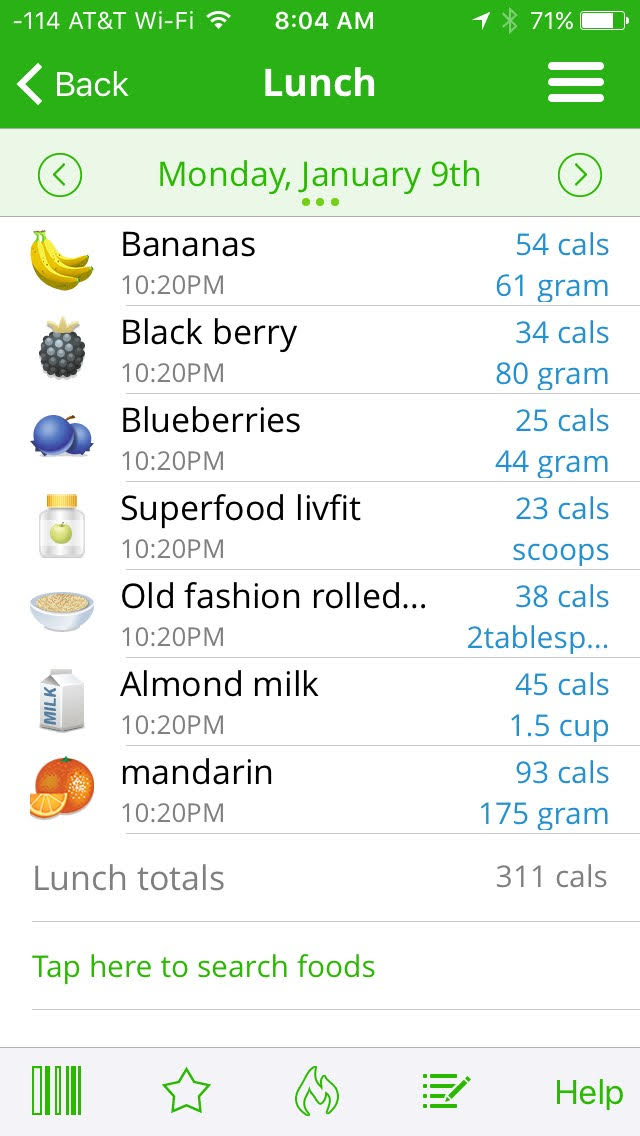 -114 AT&T Wi-Fi 8:04 AM 71%
Back Lunch
Monday, January 9th
Bananas 54 cals
10:20PM 61 gram
Black berry 34 cals
10:20PM 80 gram
Blueberries 25 cals
10:20PM 44 gram
Superfood livfit 23 cals
10:20PM scoops
Old fashion rolled... 38 cals
10:20PM 2tablesp...
MILK
Almond milk 45 cals
10:20PM 1.5 cup
mandarin 93 cals
10:20PM 175 gram
Lunch totals 311 cals
Tap here to search foods
Help